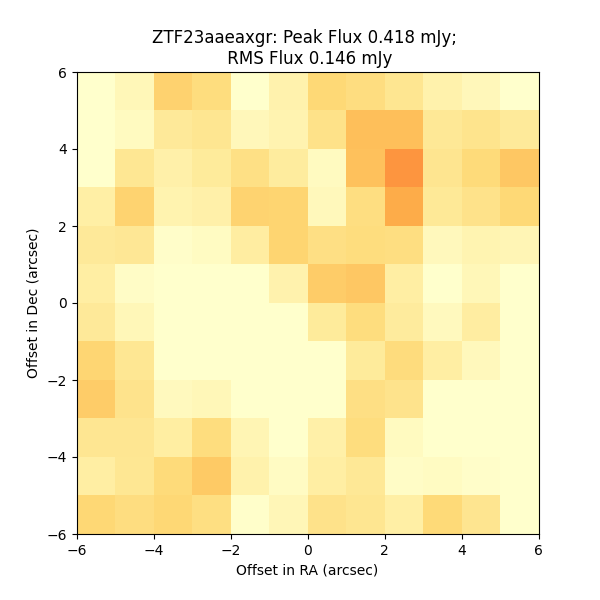 ZTF23aaeaxgr: Peak Flux 0.418 mJy;
RMS Flux 0.146 mJy
6
4
2
0
−2
−4
−6
Offset in Dec (arcsec)
−6 −4 −2 0 2 4 6
Offset in RA (arcsec)